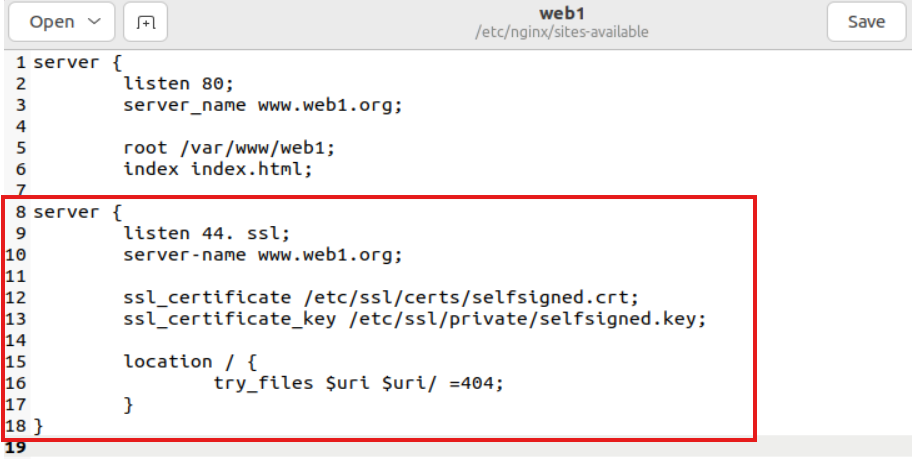 Open
web1
/etc/nginx/sites-available
Save
1 server {
2         listen 80;
3         server_name www.web1.org;
4
5         root /var/www/web1;
6         index index.html;
7
8 server {
9         listen 44. ssl;
10         server-name www.web1.org;
11
12         ssl_certificate /etc/ssl/certs/selfsigned.crt;
13         ssl_certificate_key /etc/ssl/private/selfsigned.key;
14
15         location / {
16                 try_files $uri $uri/ =404;
17         }
18 }
19